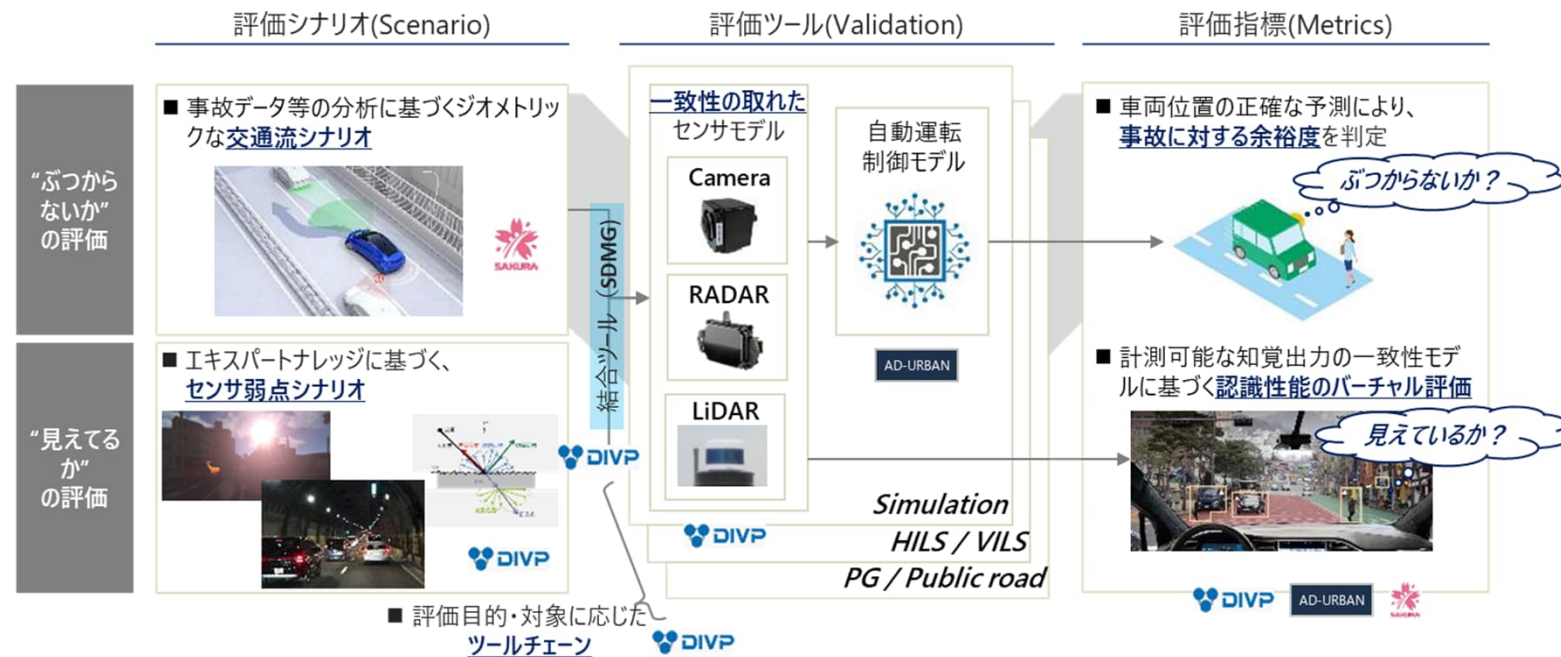 評価シナリオ(Scenario)
評価ツール(Validation)
評価指標(Metrics)
“ぶつから
ないか”
の評価
■ 事故データ等の分析に基づくジオメトリッ
クな交通流シナリオ
SAKURA
“見えてる
か”
の評価
■ エキスパートナレッジに基づく、
センサ弱点シナリオ
DIVP
結合ツール（SDMG)
DIVP
■ 評価目的・対象に応じた
ツールチェーン
DIVP
一致性の取れた
センサモデル
Camera
RADAR
LiDAR
自動運転
制御モデル
AD-URBAN
DIVP
Simulation
HILS / VILS
PG / Public road
■ 車両位置の正確な予測により、
事故に対する余裕度を判定
ぶつからないか？
■ 計測可能な知覚出力の一致性モデ
ルに基づく認識性能のバーチャル評価
見えているか？
DIVP
AD-URBAN
SAKURA